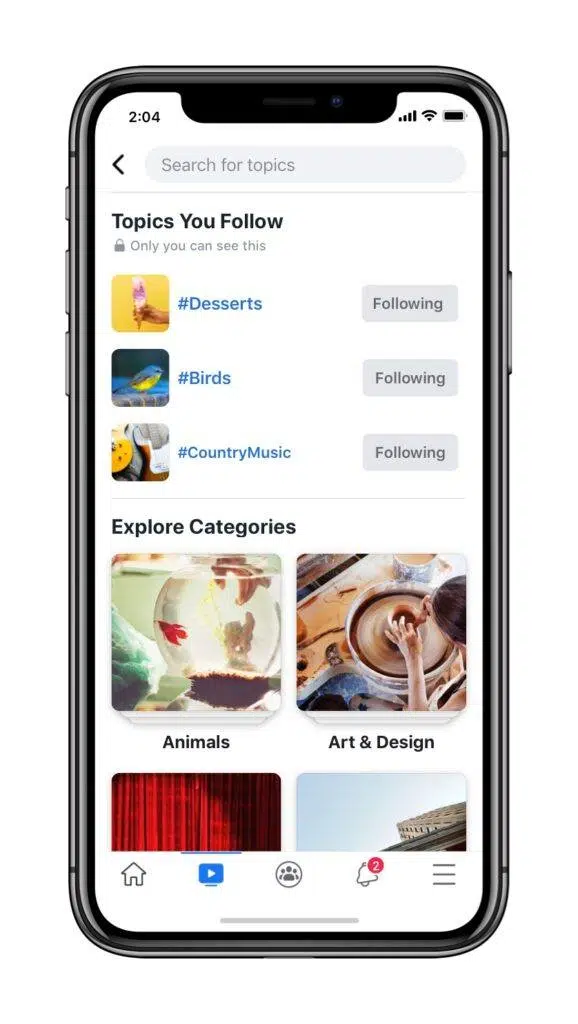 2:04
Search for topics
Topics You Follow
Only you can see this
#Desserts
Following
#Birds
Following
#CountryMusic
Following
Explore Categories
Animals
Art & Design
2